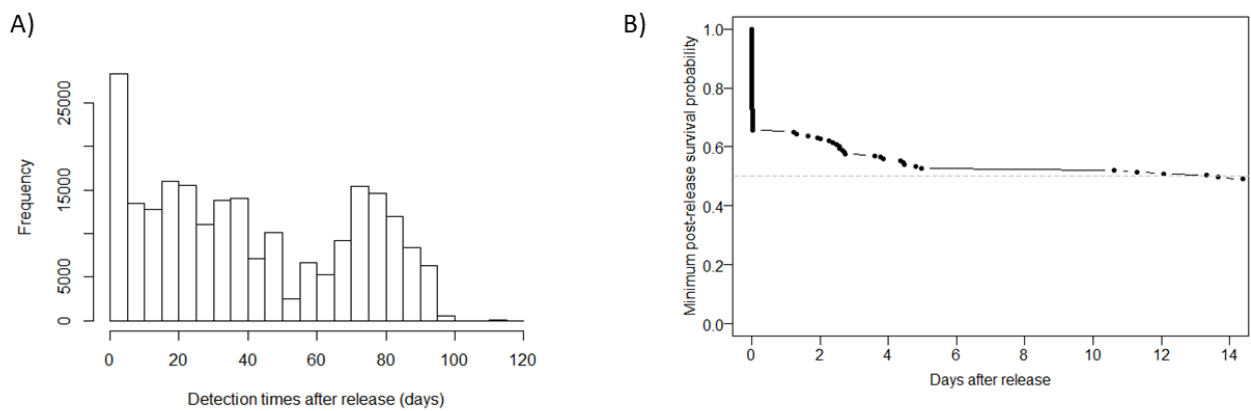 A)
Frequency
25000
15000
5000
0
0 20 40 60 80 100 120
Detection times after release (days)
B)
Minimum post-release survival probability
1.0
0.8
0.6
0.4
0.2
0.0
0 2 4 6 8 10 12 14
Days after release